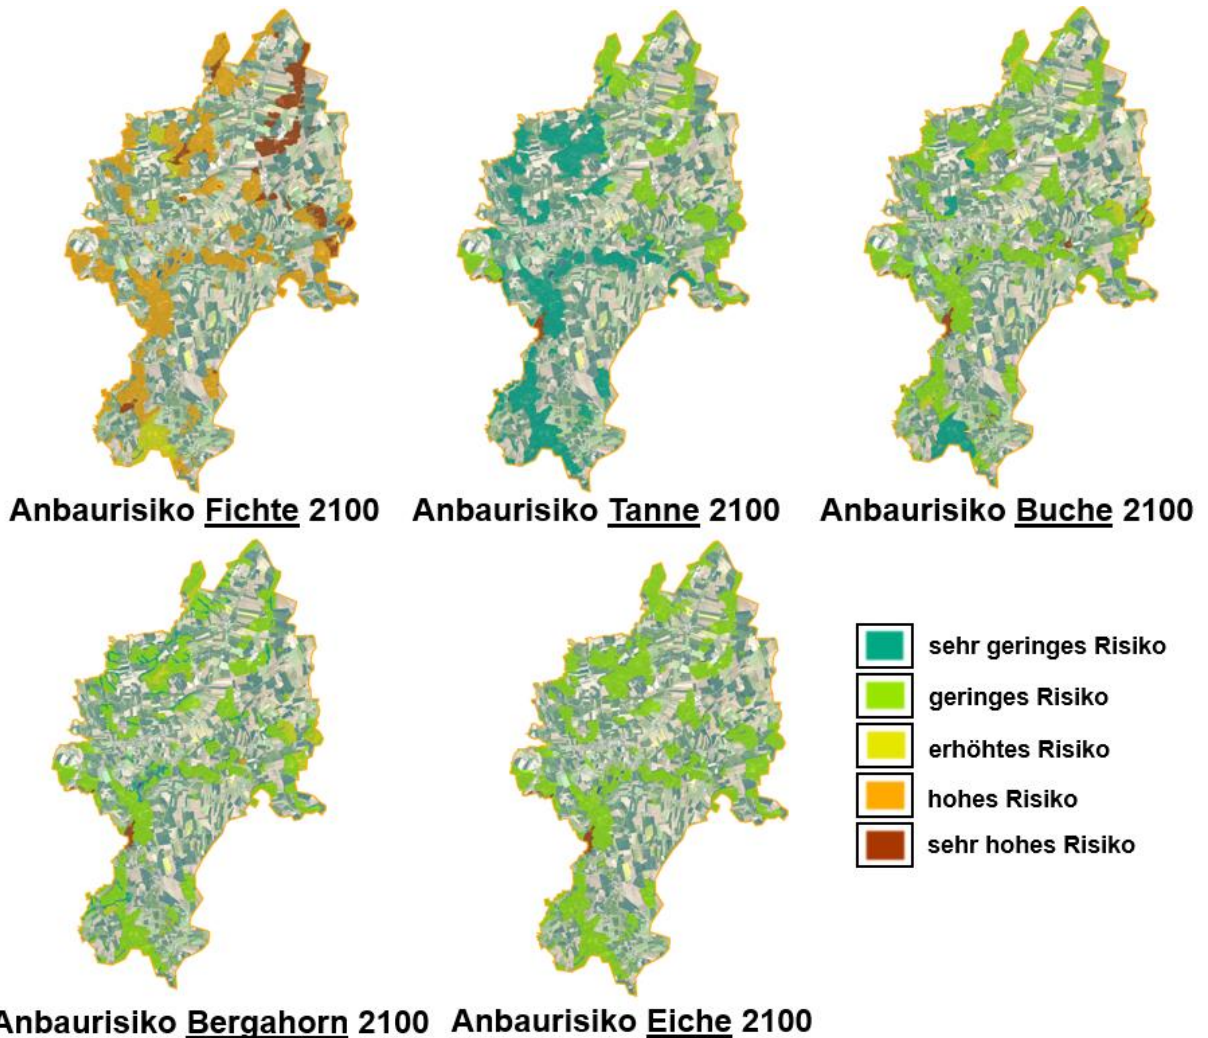 Anbaurisiko Fichte 2100
Anbaurisiko Tanne 2100
Anbaurisiko Buche 2100
Anbaurisiko Bergahorn 2100
Anbaurisiko Eiche 2100
sehr geringes Risiko
geringes Risiko
erhöhtes Risiko
hohes Risiko
sehr hohes Risiko